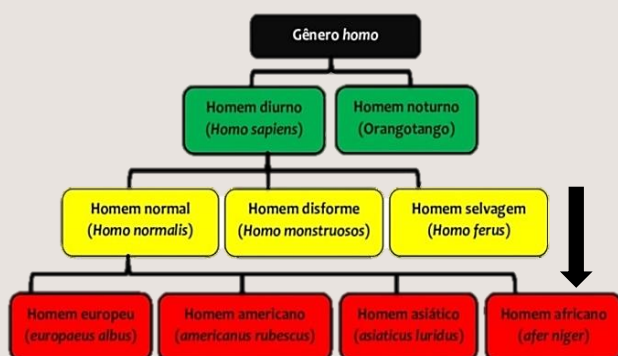 Gênero homo
Homem diurno
(Homo sapiens)
Homem noturno
(Orangotango)
Homem normal
(Homo normalis)
Homem disforme
(Homo monstruosos)
Homem selvagem
(Homo ferus)
Homem europeu
(europaeus albus)
Homem americano
(americanus rubescus)
Homem asiático
(asiaticus luridus)
Homem africano
(afer niger)